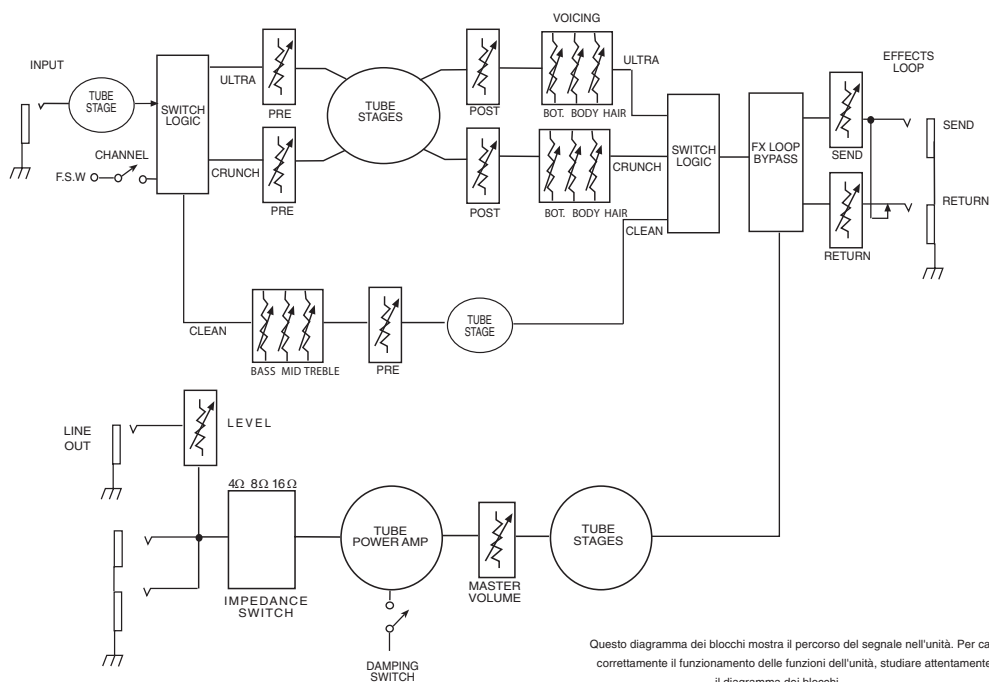 VOICING
INPUT
ULTRA
EFFECTS
LOOP
TUBE
STAGE
SWITCH
LOGIC
ULTRA
PRE
TUBE
STAGES
POST
BOT. BODY HAIR
SWITCH
LOGIC
FX LOOP
BYPASS
SEND
SEND
CHANNEL
F.S.W
CRUNCH
PRE
POST
BOT. BODY HAIR
CRUNCH
CLEAN
RETURN
RETURN
CLEAN
BASS MID TREBLE
PRE
TUBE
STAGE
LINE
OUT
LEVEL
4Ω 8Ω 16Ω
IMPEDANCE
SWITCH
TUBE
POWER AMP
MASTER
VOLUME
TUBE
STAGES
DAMPING
SWITCH
Questo diagramma dei blocchi mostra il percorso del segnale nell'unità. Per
correttamente il funzionamento delle funzioni dell'unità, studiare attentamente
il diagramma dei blocchi